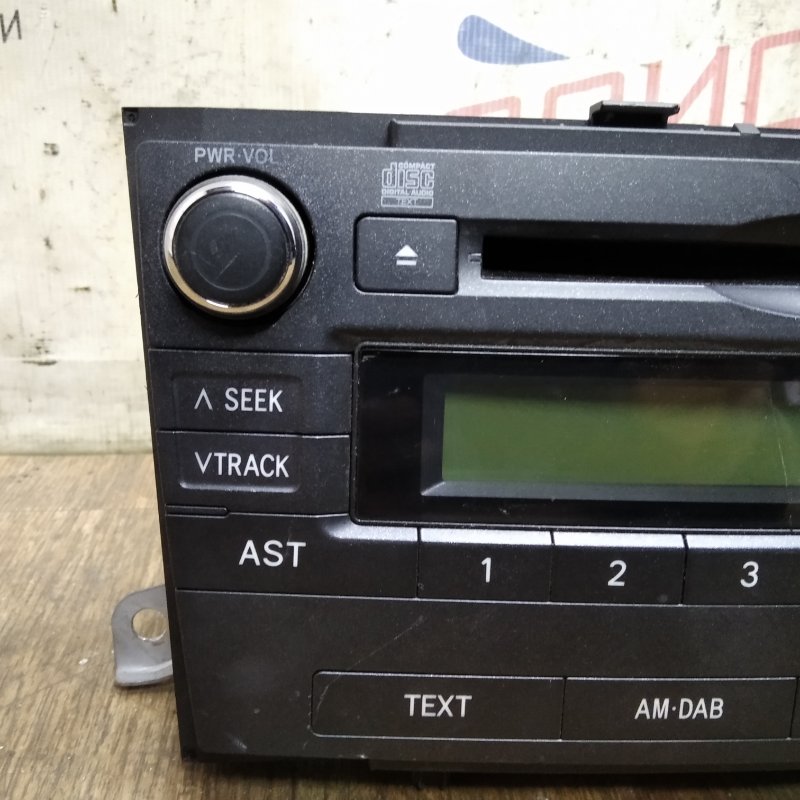 PWR·VOL
COMPACT
disc
DIGITAL AUDIO
TEXT
∧ SEEK
∨ TRACK
AST
1 2 3
TEXT AM·DAB